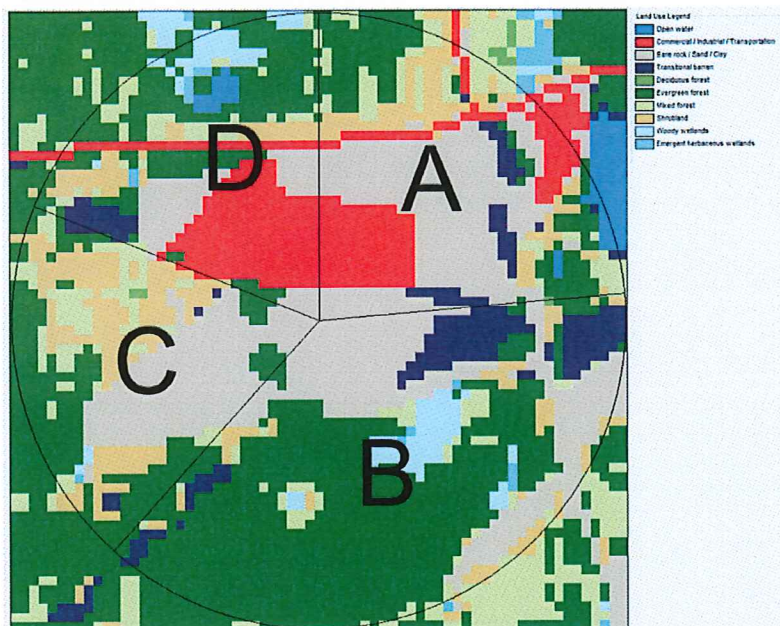 Land Use Legend
Open water
Commercial / Industrial / Transportation
Bare rock / Sand / Clay
Transitional barren
Deciduous forest
Evergreen forest
Mixed forest
Shrubland
Woody wetlands
Emergent herbaceous wetlands
D
A
C
B